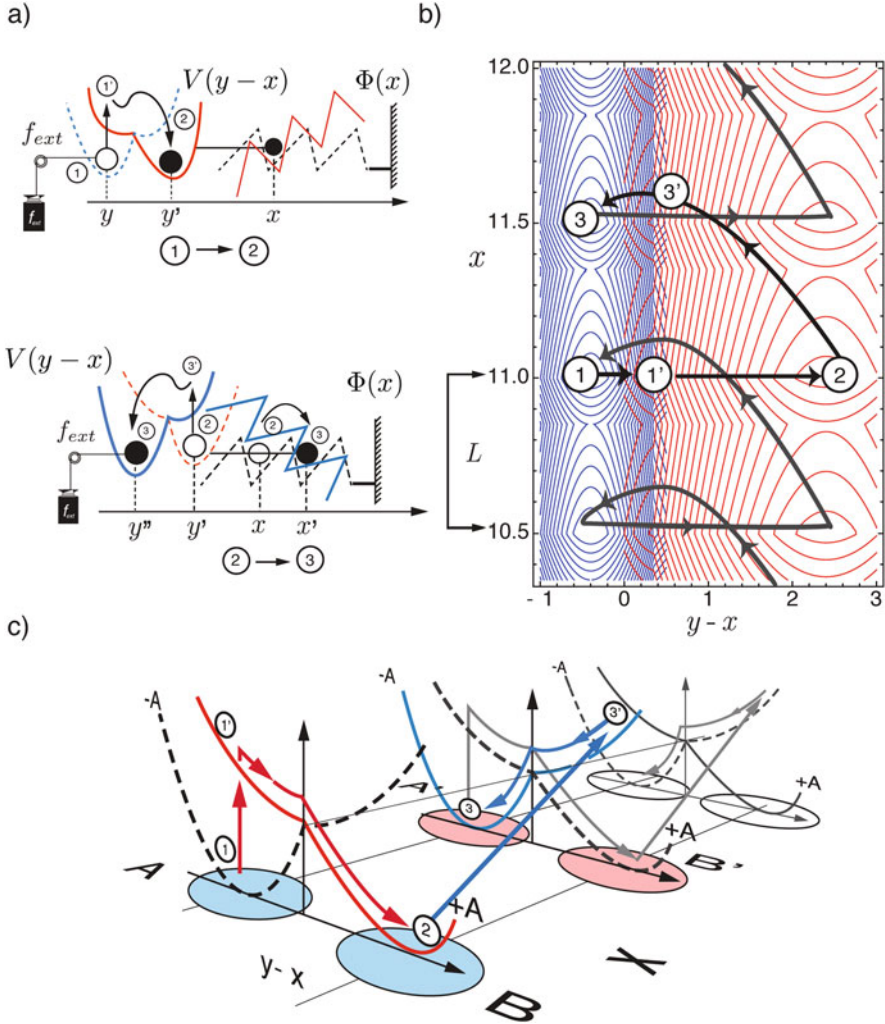 a)
V(y−x)
Φ(x)
f_ext
1' 2
1
f_ext
y y' x
1 → 2
V(y−x)
Φ(x)
3'
f_ext
3 2 2 3
f_ext
y'' y' x x'
2 → 3
b)
12.0
11.5
x
11.0
L
10.5
3 3'
1 1' 2
-1 0 1 2 3
y - x
c)
-A
1'
1
A
-A
3'
A'
3
+A
+A
B'
2
+A
y-x
B
X